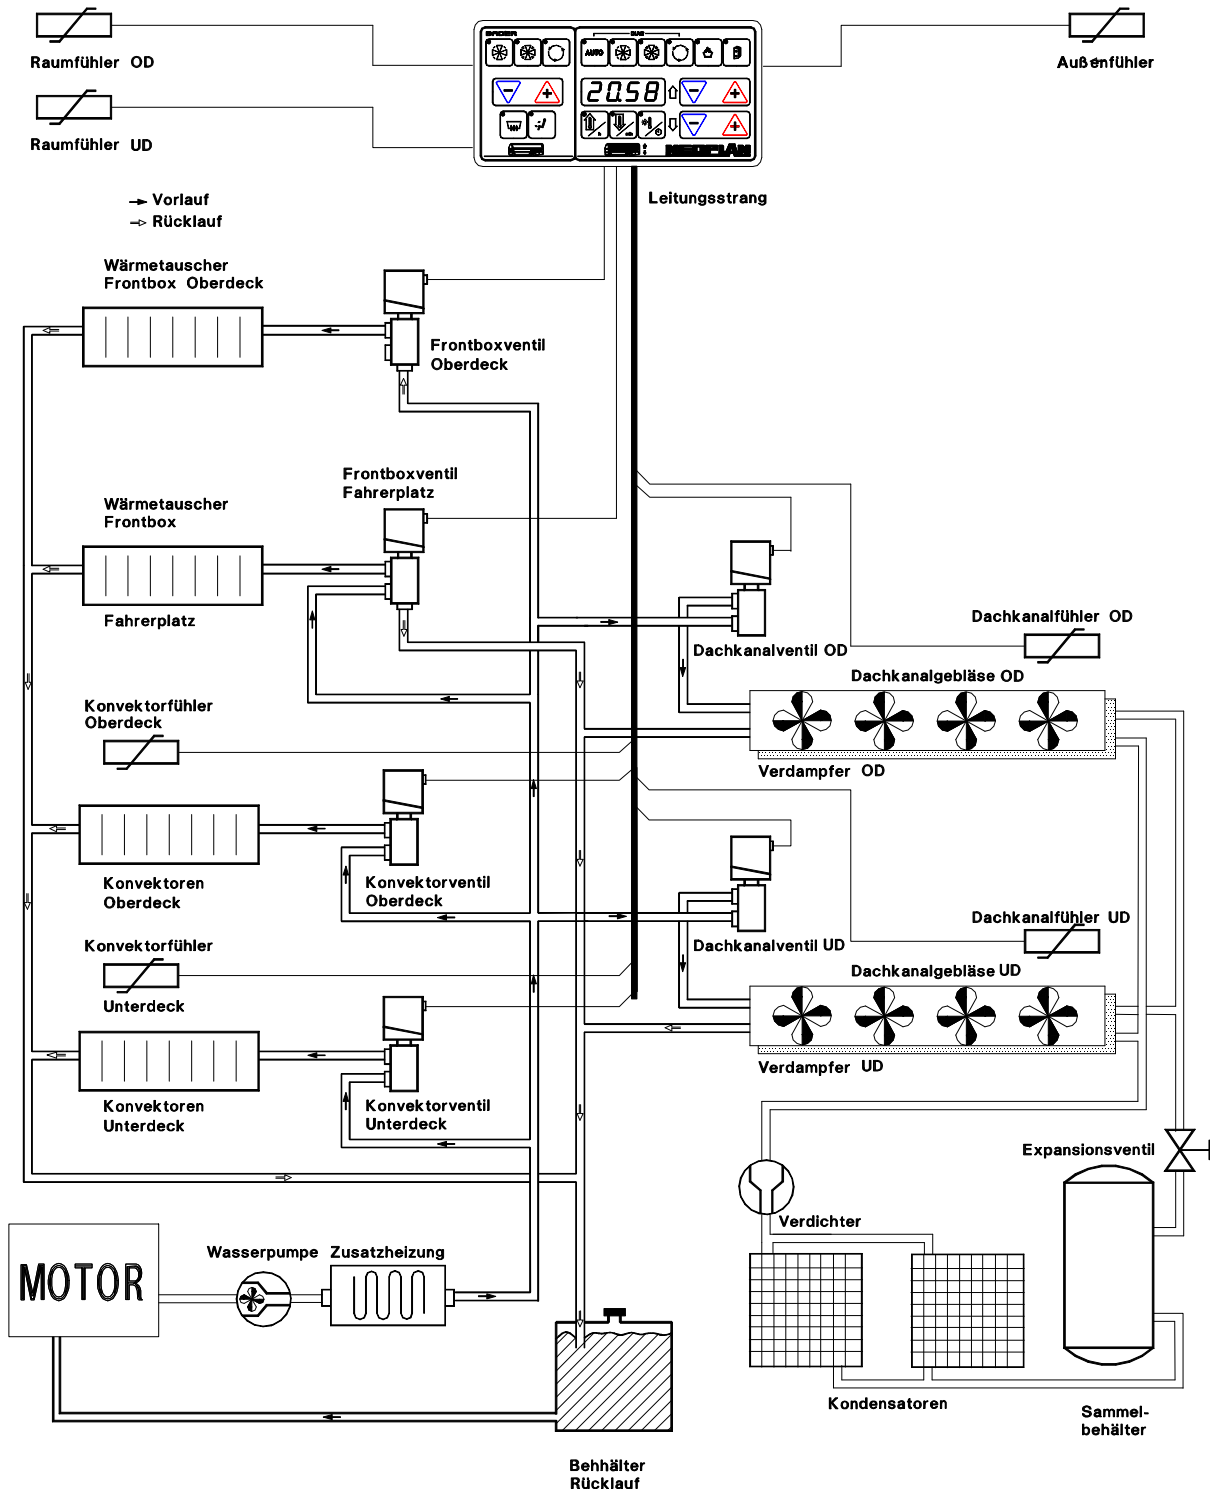 Raumfühler OD
Außenfühler
Raumfühler UD
AUTO
20.58
NEOPLAN
Leitungsstrang
Vorlauf
Rücklauf
Wärmetauscher
Frontbox Oberdeck
Frontboxventil
Oberdeck
Frontboxventil
Fahrerplatz
Wärmetauscher
Frontbox
Fahrerplatz
Dachkanalfühler OD
Dachkanalventil OD
Dachkanalgebläse OD
Verdampfer OD
Konvektorfühler
Oberdeck
Konvektoren
Oberdeck
Konvektorventil
Oberdeck
Dachkanalfühler UD
Dachkanalventil UD
Dachkanalgebläse UD
Verdampfer UD
Konvektorfühler
Unterdeck
Konvektoren
Unterdeck
Konvektorventil
Unterdeck
Expansionsventil
Verdichter
Wasserpumpe Zusatzheizung
MOTOR
Kondensatoren
Sammel-
behälter
Behhälter
Rücklauf